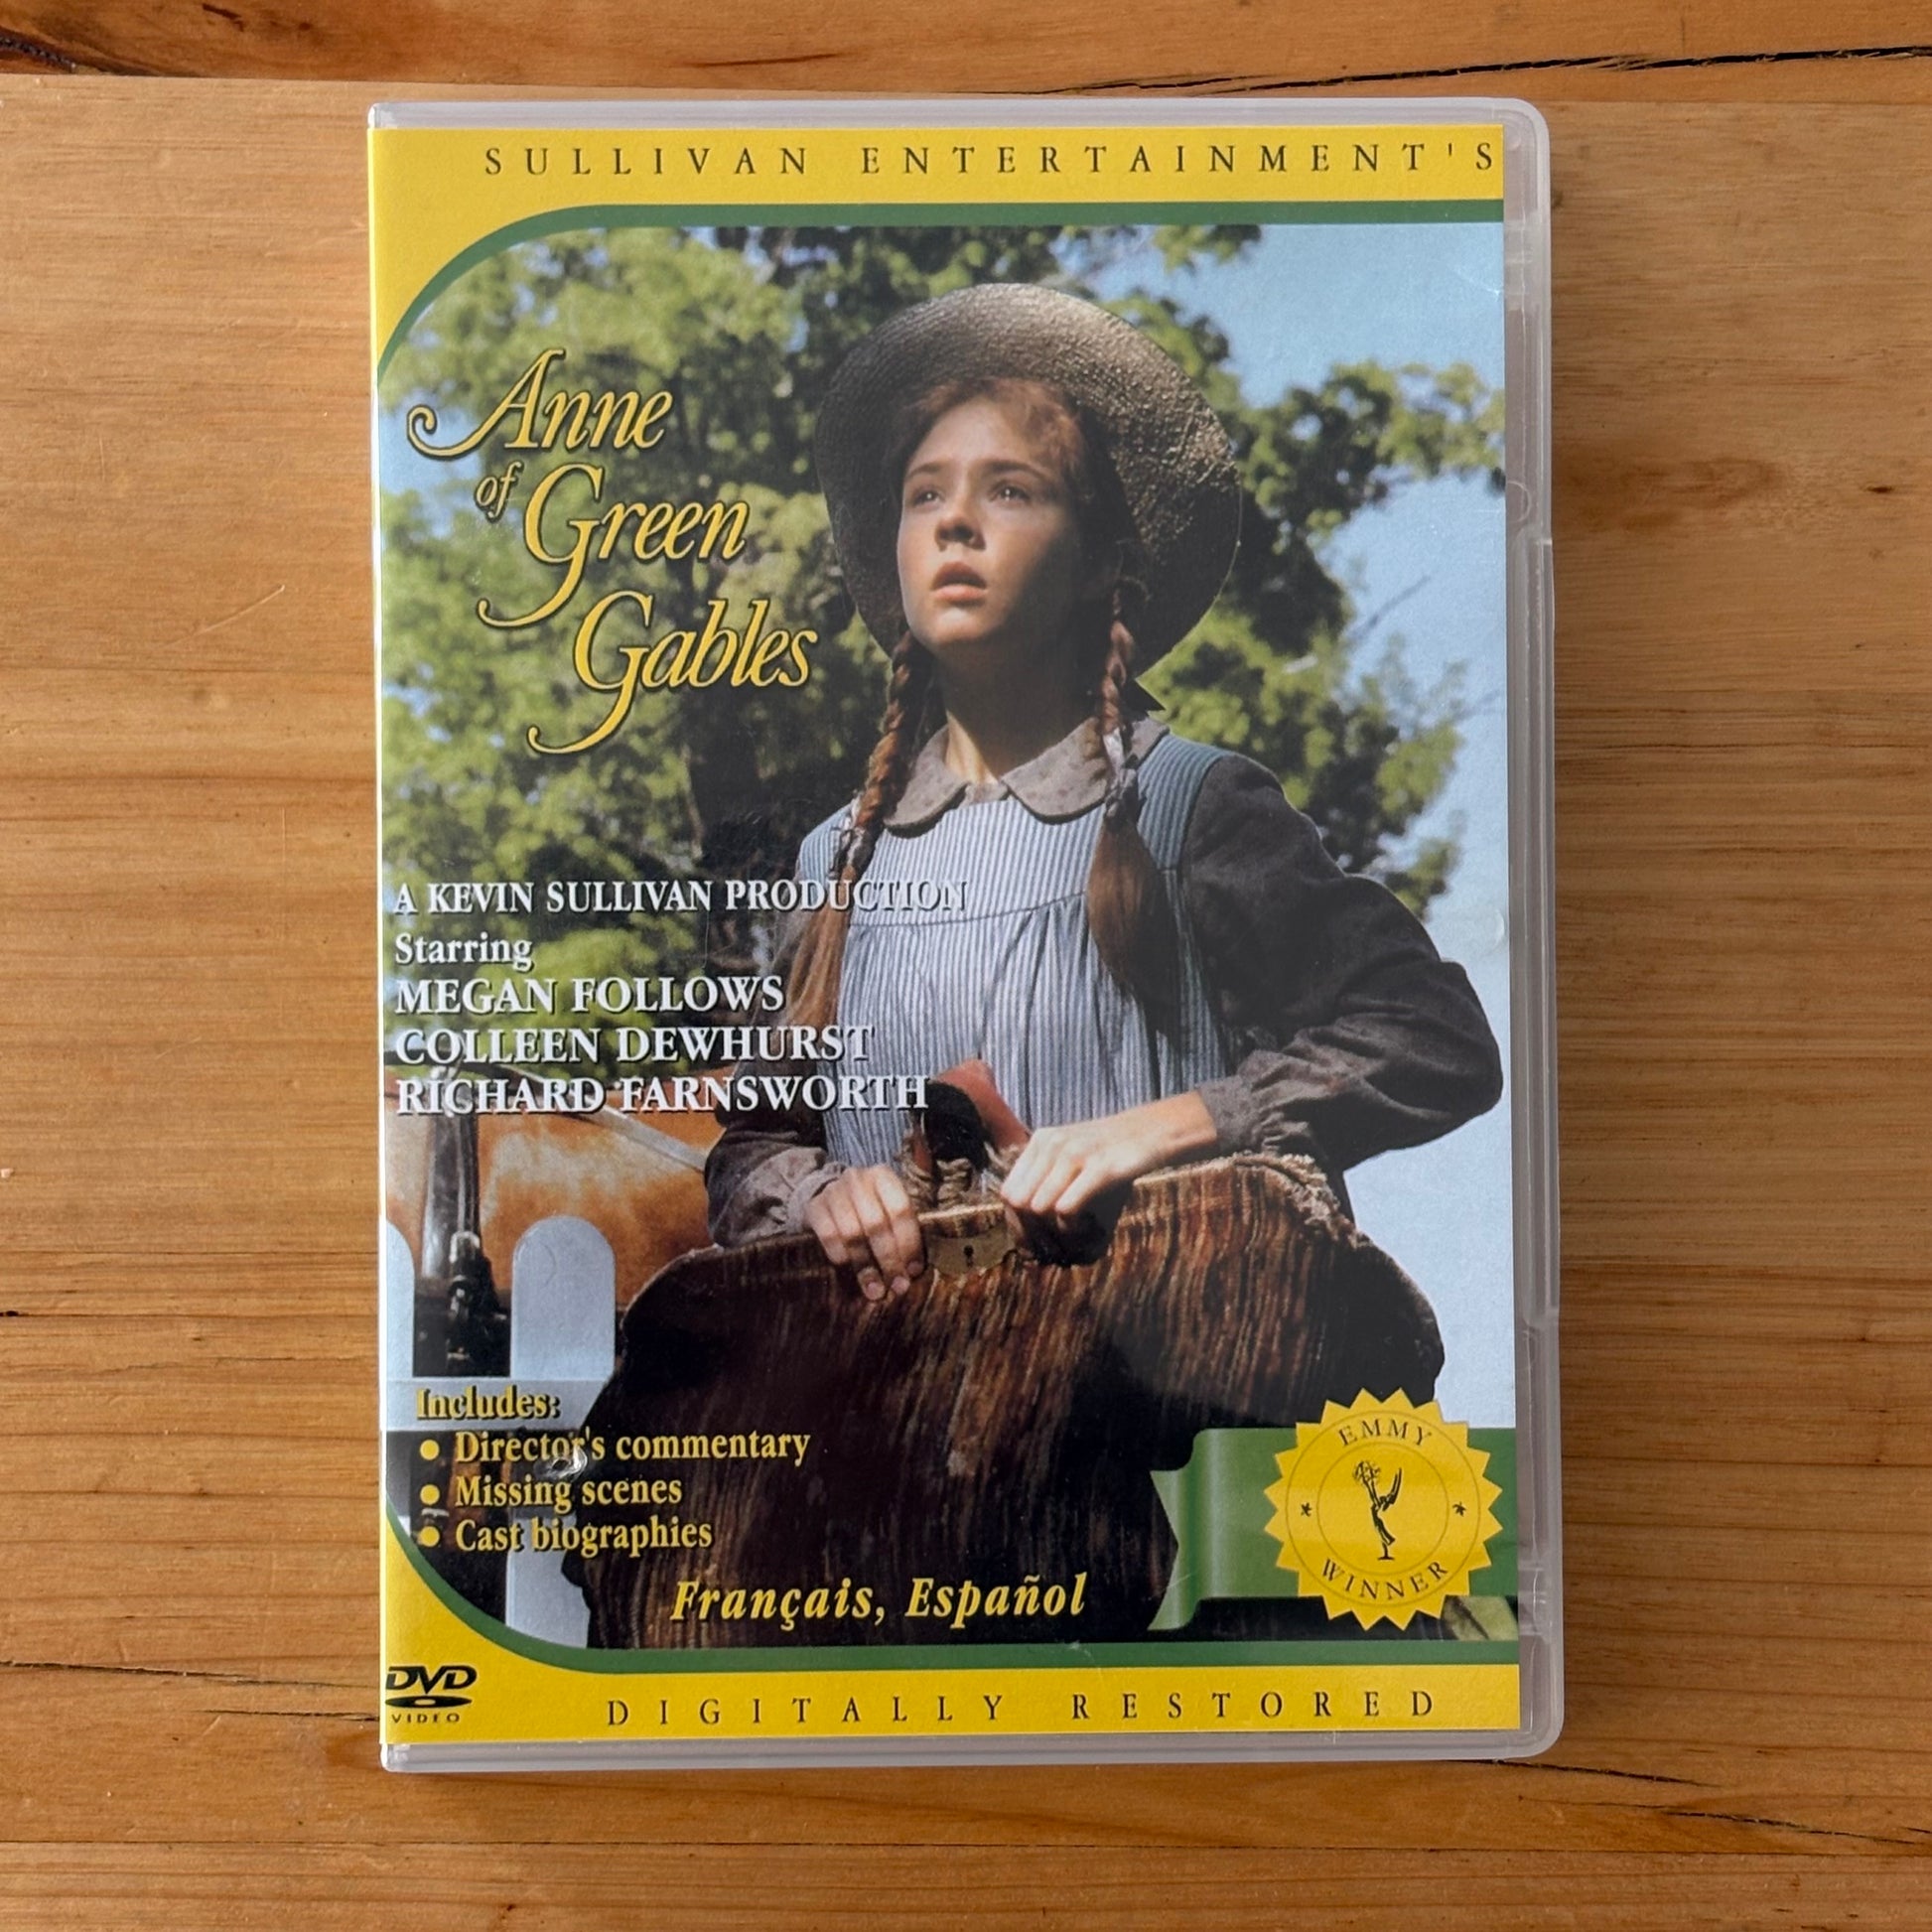 SULLIVAN ENTERTAINMENT'S
Anne
of Green
Gables
A KEVIN SULLIVAN PRODUCTION
Starring
MEGAN FOLLOWS
COLLEEN DEWHURST
RICHARD FARNSWORTH
Includes:
• Director's commentary
• Missing scenes
• Cast biographies
Français, Español
EMMY
WINNER
DVD
VIDEO
DIGITALLY RESTORED